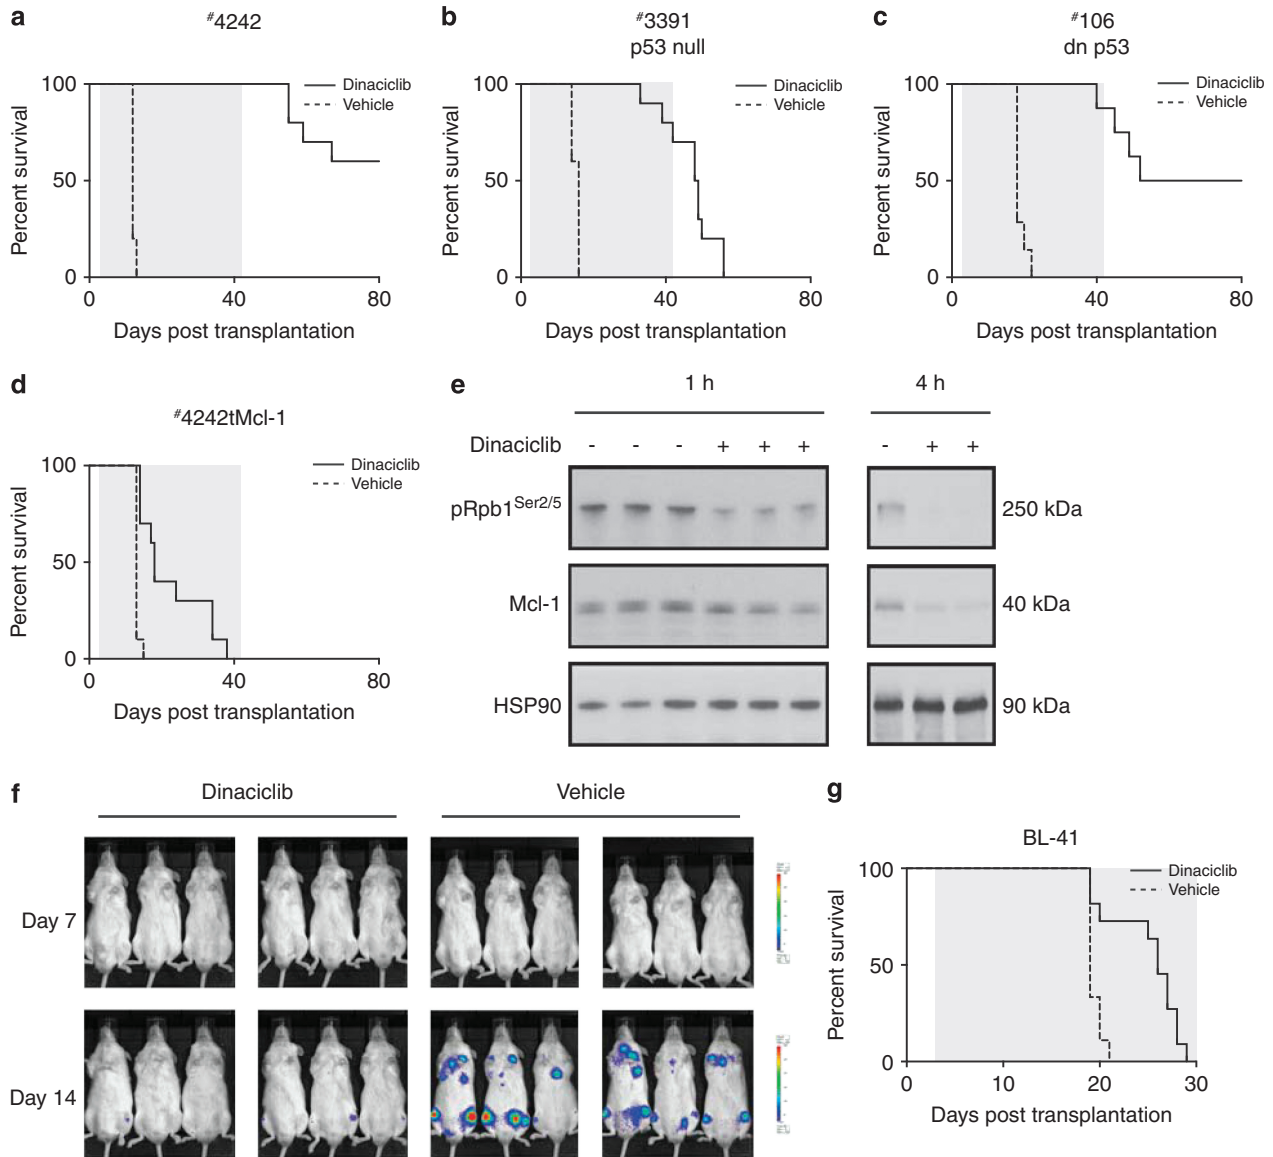 a
#4242
Dinaciclib
Vehicle
Percent survival
100
50
0
0 40 80
Days post transplantation
b
#3391
p53 null
Dinaciclib
Vehicle
Percent survival
100
50
0
0 40 80
Days post transplantation
c
#106
dn p53
Dinaciclib
Vehicle
Percent survival
100
50
0
0 40 80
Days post transplantation
d
#4242tMcl-1
Dinaciclib
Vehicle
Percent survival
100
50
0
0 40 80
Days post transplantation
e
1 h 4 h
Dinaciclib - - - + + + - + +
pRpb1Ser2/5 250 kDa
Mcl-1 40 kDa
HSP90 90 kDa
f
Dinaciclib Vehicle
Day 7
Day 14
g
BL-41
Dinaciclib
Vehicle
Percent survival
100
50
0
0 10 20 30
Days post transplantation